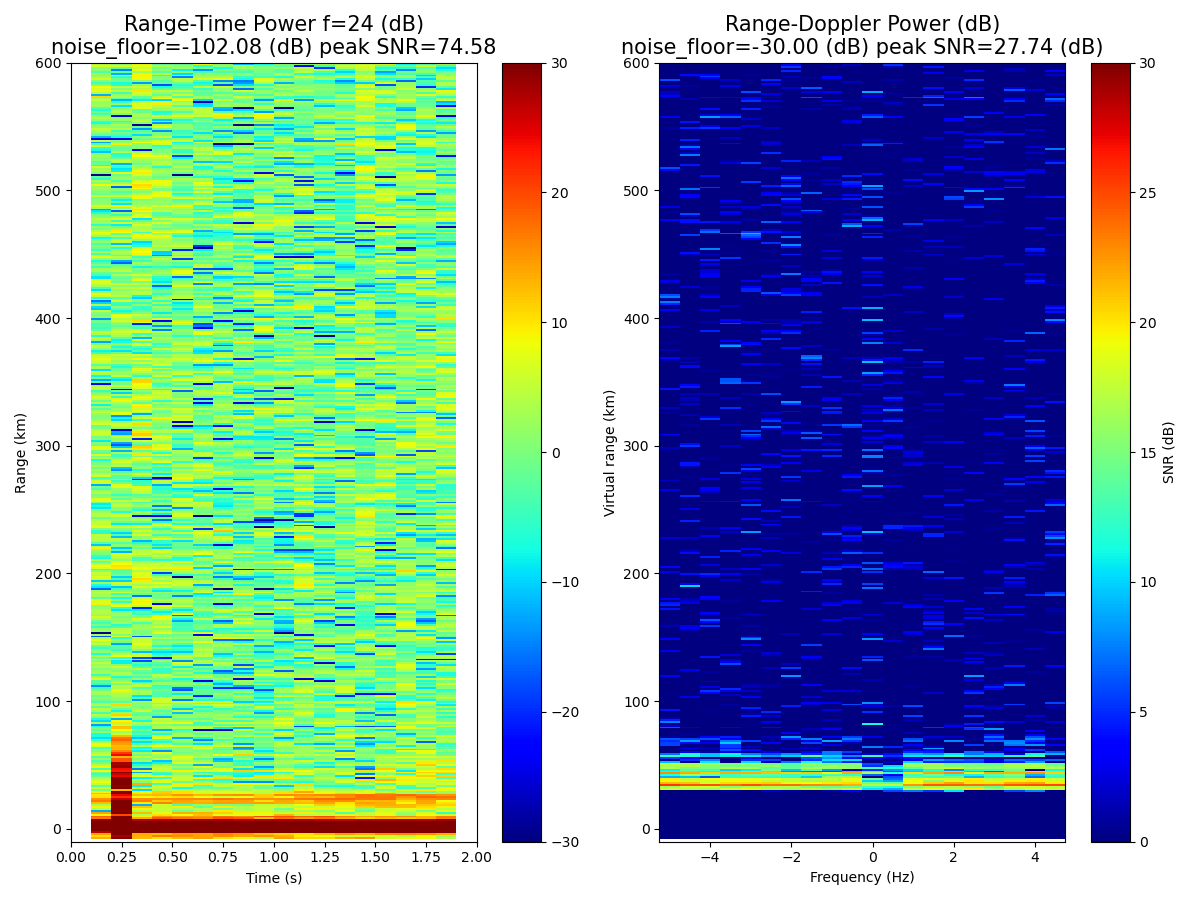 Range-Time Power f=24 (dB)
noise_floor=-102.08 (dB) peak SNR=74.58
600
500
400
300
200
100
0
Range (km)
0.00 0.25 0.50 0.75 1.00 1.25 1.50 1.75 2.00
Time (s)
30
20
10
0
−10
−20
−30
Range-Doppler Power (dB)
noise_floor=-30.00 (dB) peak SNR=27.74 (dB)
600
500
400
300
200
100
0
Virtual range (km)
−4 −2 0 2 4
Frequency (Hz)
30
25
20
15
10
5
0
SNR (dB)